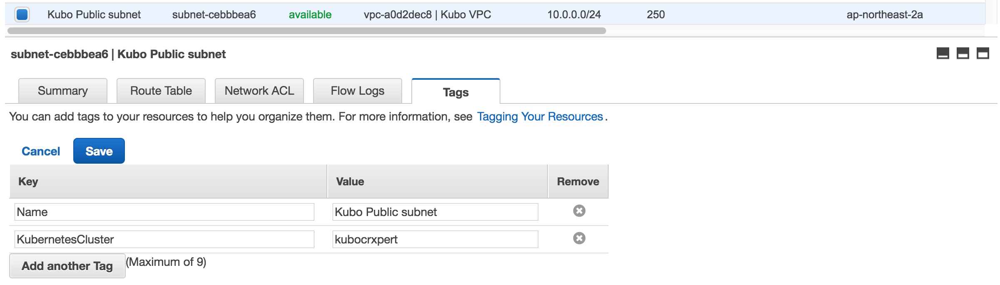 Kubo Public subnet subnet-cebbbea6 available vpc-a0d2dec8 | Kubo VPC 10.0.0.0/24 250 ap-northeast-2a
subnet-cebbbea6 | Kubo Public subnet
Summary Route Table Network ACL Flow Logs Tags
You can add tags to your resources to help you organize them. For more information, see Tagging Your Resources.
Cancel Save
Key Value Remove
Name Kubo Public subnet
KubernetesCluster kubocrxpert
Add another Tag (Maximum of 9)